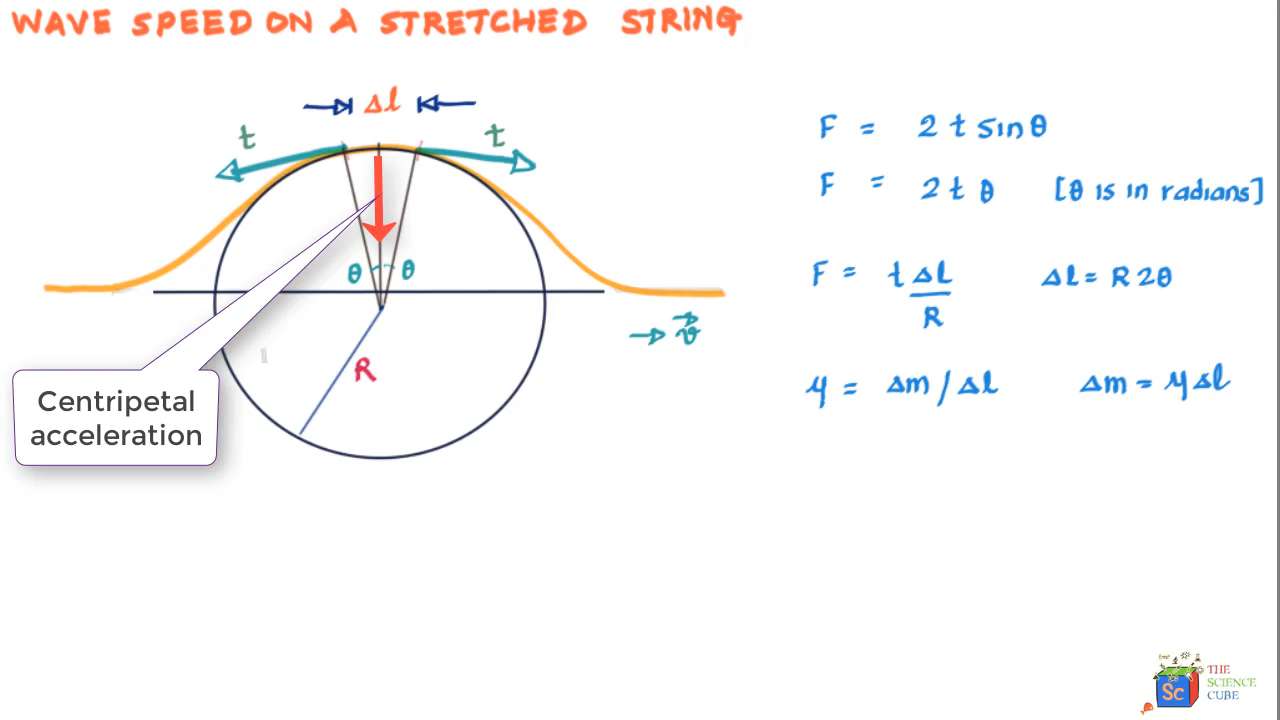 WAVE SPEED ON A STRETCHED STRING
Δl
t
t
θ
θ
R
v
Centripetal
acceleration
F = 2 t sinθ
F = 2 t θ [θ is in radians]
F = t Δl / R Δl = R 2θ
μ = Δm / Δl Δm = μ Δl
Sc
THE
SCIENCE
CUBE